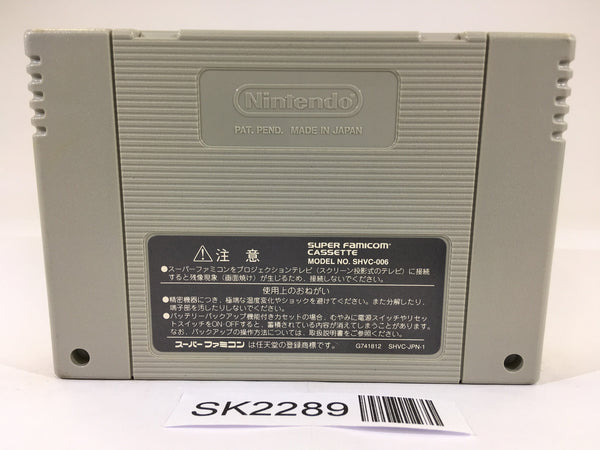 Nintendo
PAT. PEND. MADE IN JAPAN
⚠注意
SUPER FAMICOM
CASSETTE
MODEL NO. SHVC-006
●スーパーファミコンをプロジェクションテレビ(スクリーン投影式のテレビ)に接続
すると残像現象(画面焼け)が生じるため、接続しないでください。
使用上のおねがい
●精密機器につき、極端な温度変化やショックを避けてください。また分解したり、
端子部を汚したりしないでください。
●バッテリーバックアップ機能付きカセットの場合、むやみに電源スイッチやリセッ
トスイッチをON-OFFすると、蓄積されている内容が消えてしまうことがあります。
なお、バックアップの操作方法については、取扱説明書をご参照ください。
スーパーファミコンは任天堂の登録商標です。
G741812 SHVC-JPN-1
SK2289